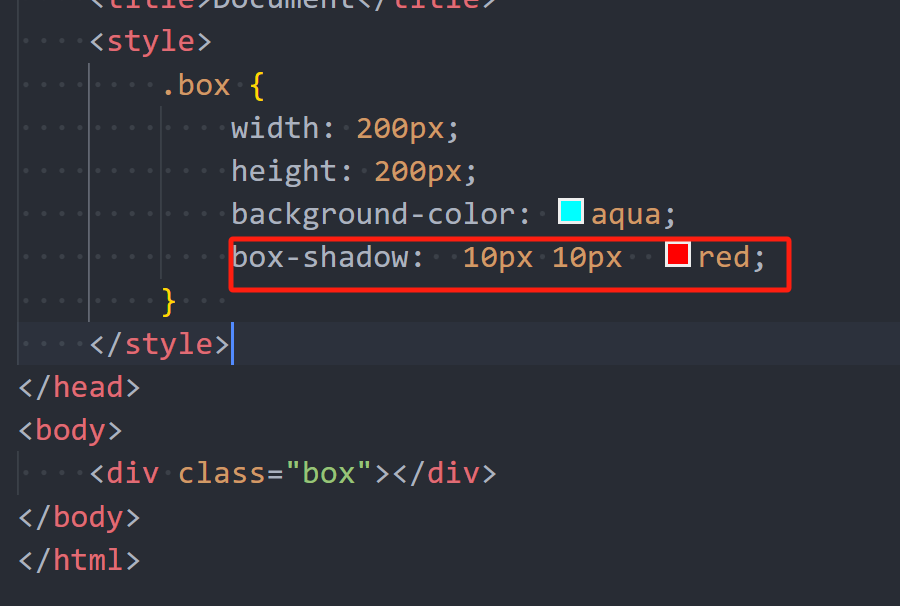 <title>Document</title>
<style>
.box {
width: 200px;
height: 200px;
background-color: aqua;
box-shadow: 10px 10px red;
}
</style>
</head>
<body>
<div class="box"></div>
</body>
</html>